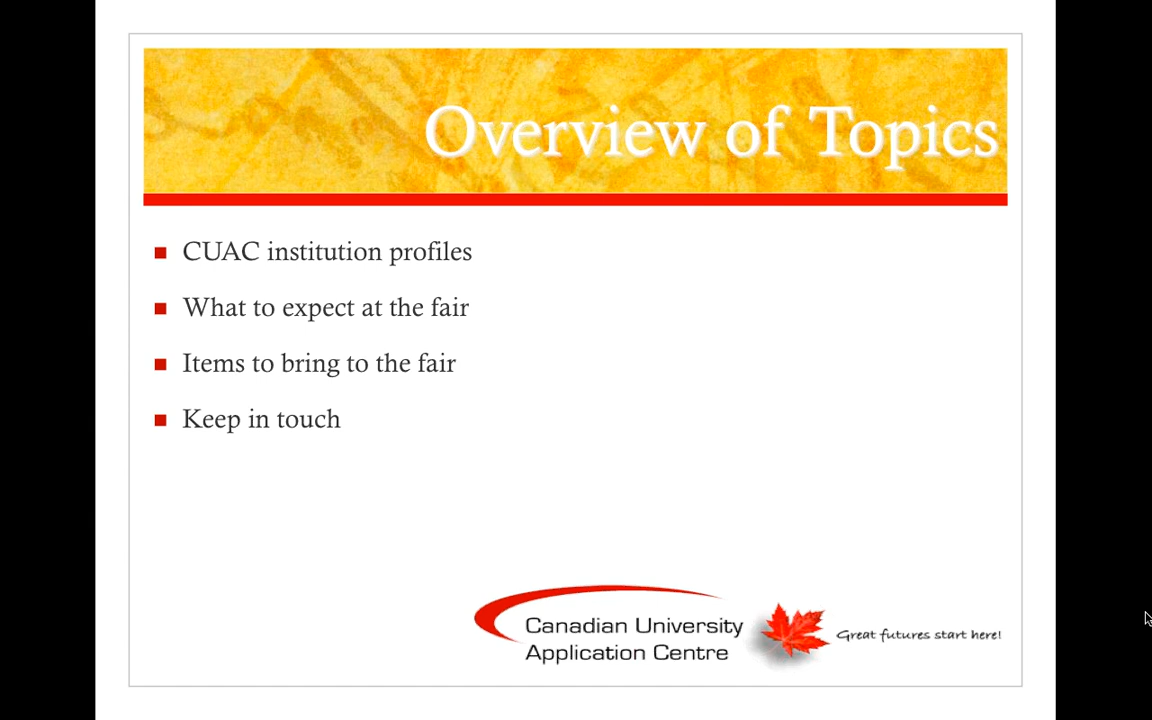 Overview of Topics
CUAC institution profiles
What to expect at the fair
Items to bring to the fair
Keep in touch
Canadian University
Application Centre
Great futures start here!